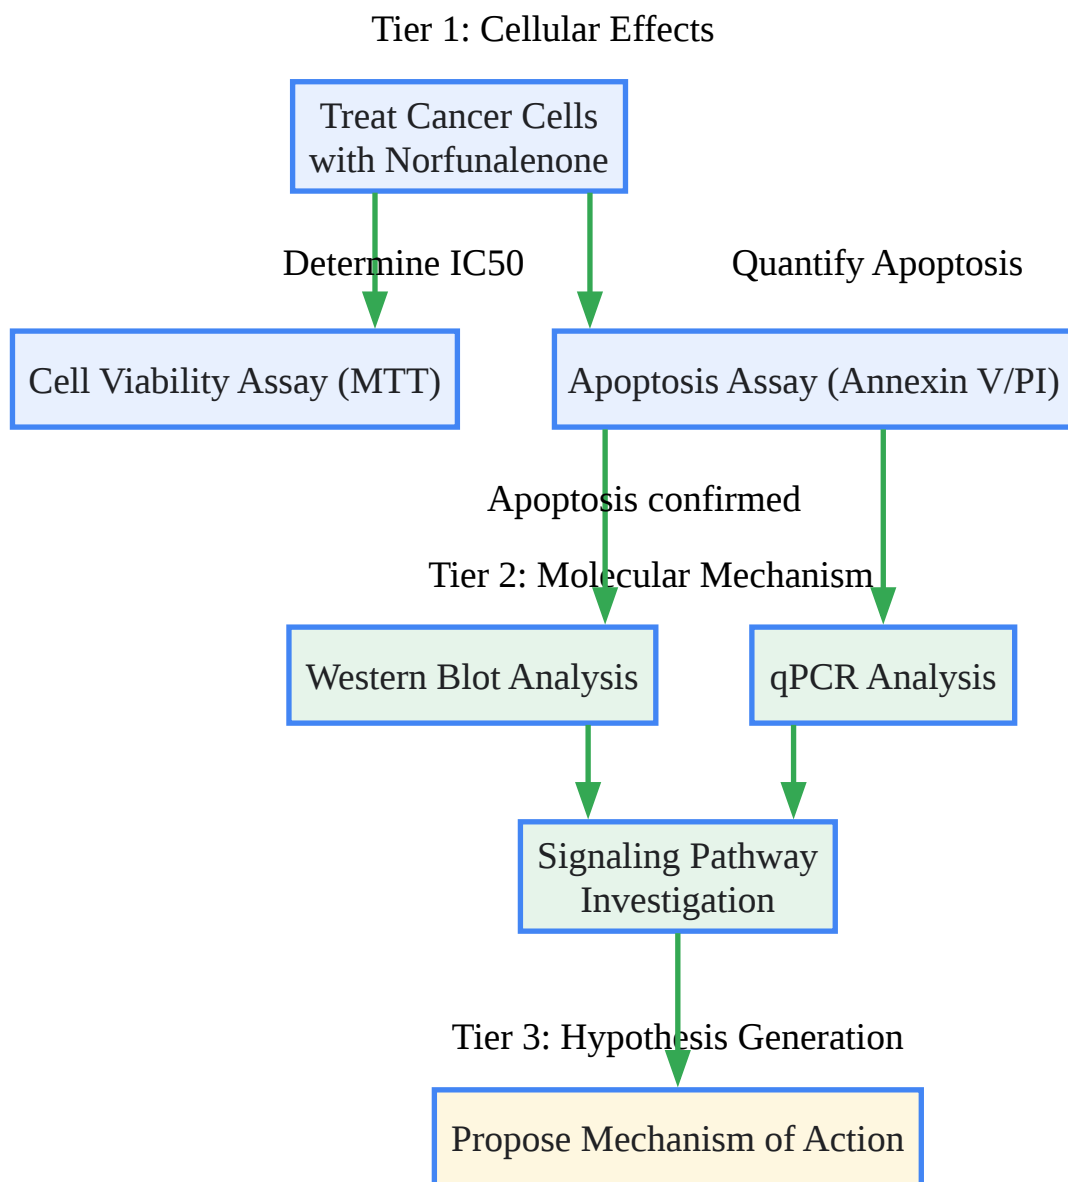 Tier 1: Cellular Effects
Treat Cancer Cells
with Norfunalenone
Determine IC50
Quantify Apoptosis
Cell Viability Assay (MTT)
Apoptosis Assay (Annexin V/PI)
Apoptosis confirmed
Tier 2: Molecular Mechanism
Western Blot Analysis
qPCR Analysis
Signaling Pathway
Investigation
Tier 3: Hypothesis Generation
Propose Mechanism of Action